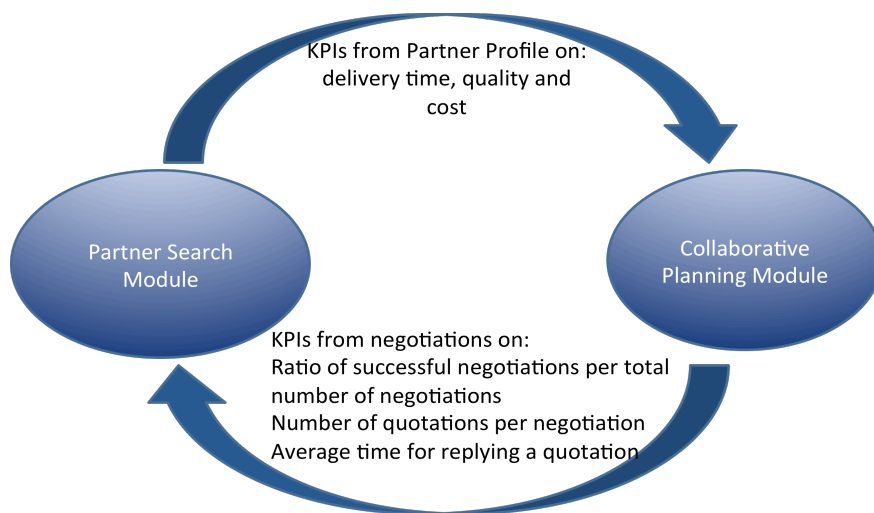 KPIs from Partner Profile on:
delivery time, quality and
cost
Partner Search
Module
Collaborative
Planning Module
KPIs from negotiations on:
Ratio of successful negotiations per total
number of negotiations
Number of quotations per negotiation
Average time for replying a quotation